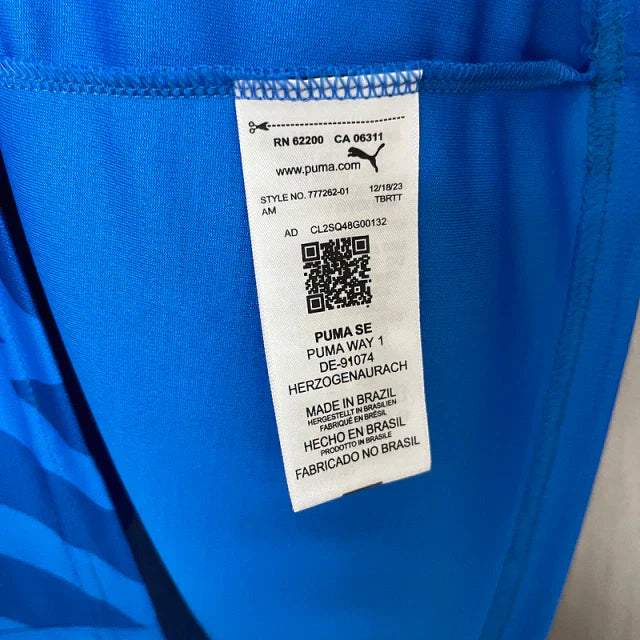 RN 62200 CA 06311
www.puma.com
STYLE NO. 777262-01 12/18/23
AM TBRTT
AD CL2SQ48G00132
PUMA SE
PUMA WAY 1
DE-91074
HERZOGENAURACH
MADE IN BRAZIL
HERGESTELLT IN BRASILIEN
FABRIQUÉ EN BRÉSIL
HECHO EN BRASIL
PRODOTTO IN BRASILE
FABRICADO NO BRASIL